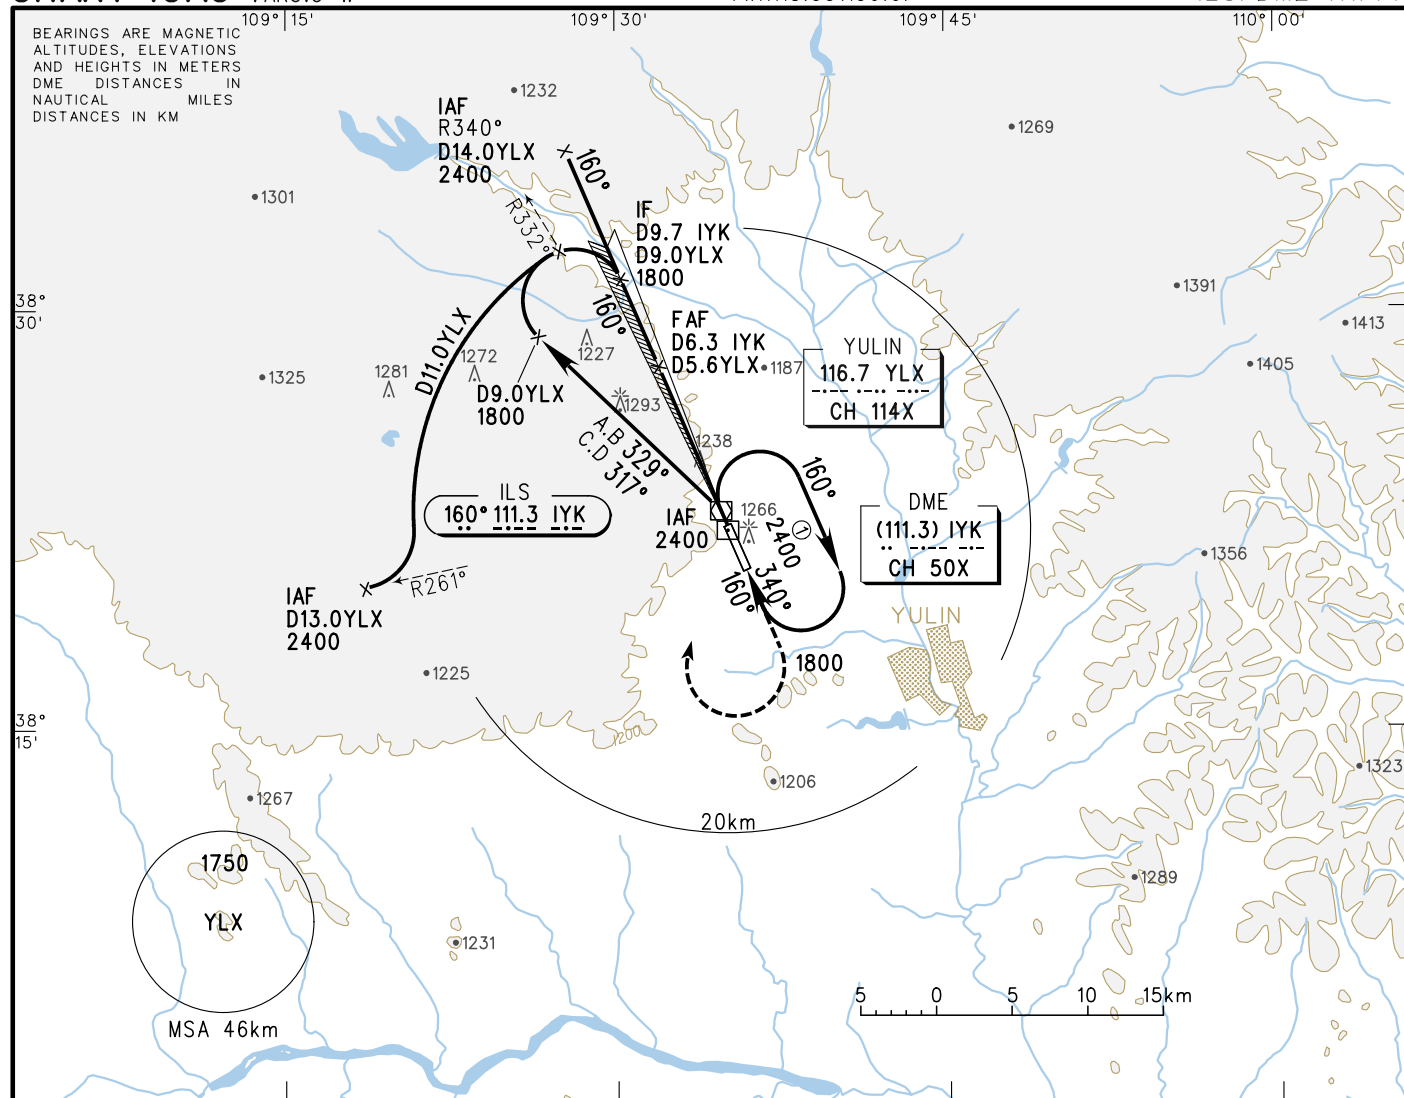 109°15'
109°30'
109°45'
110°00'
BEARINGS ARE MAGNETIC
ALTITUDES, ELEVATIONS
AND HEIGHTS IN METERS
DME DISTANCES IN
NAUTICAL MILES
DISTANCES IN KM
1232
IAF
R340°
D14.0YLX
2400
160°
1269
1301
R332°
IF
D9.7 IYK
D9.0YLX
1800
1391
38°
30'
160°
D11.0YLX
FAF
D6.3 IYK
D5.6YLX
1413
1227
1187
YULIN
116.7 YLX
CH 114X
1405
1325
1281
1272
D9.0YLX
1800
1293
A.B 329°
C.D 317°
1238
160°
ILS
160° 111.3 IYK
IAF
2400
1266
2400
①
340°
160°
DME
(111.3) IYK
CH 50X
1356
R261°
IAF
D13.0YLX
2400
YULIN
1800
1225
38°
15'
1200
1323
1206
1267
20km
1750
YLX
1289
1231
MSA 46km
5 0 5 10 15km